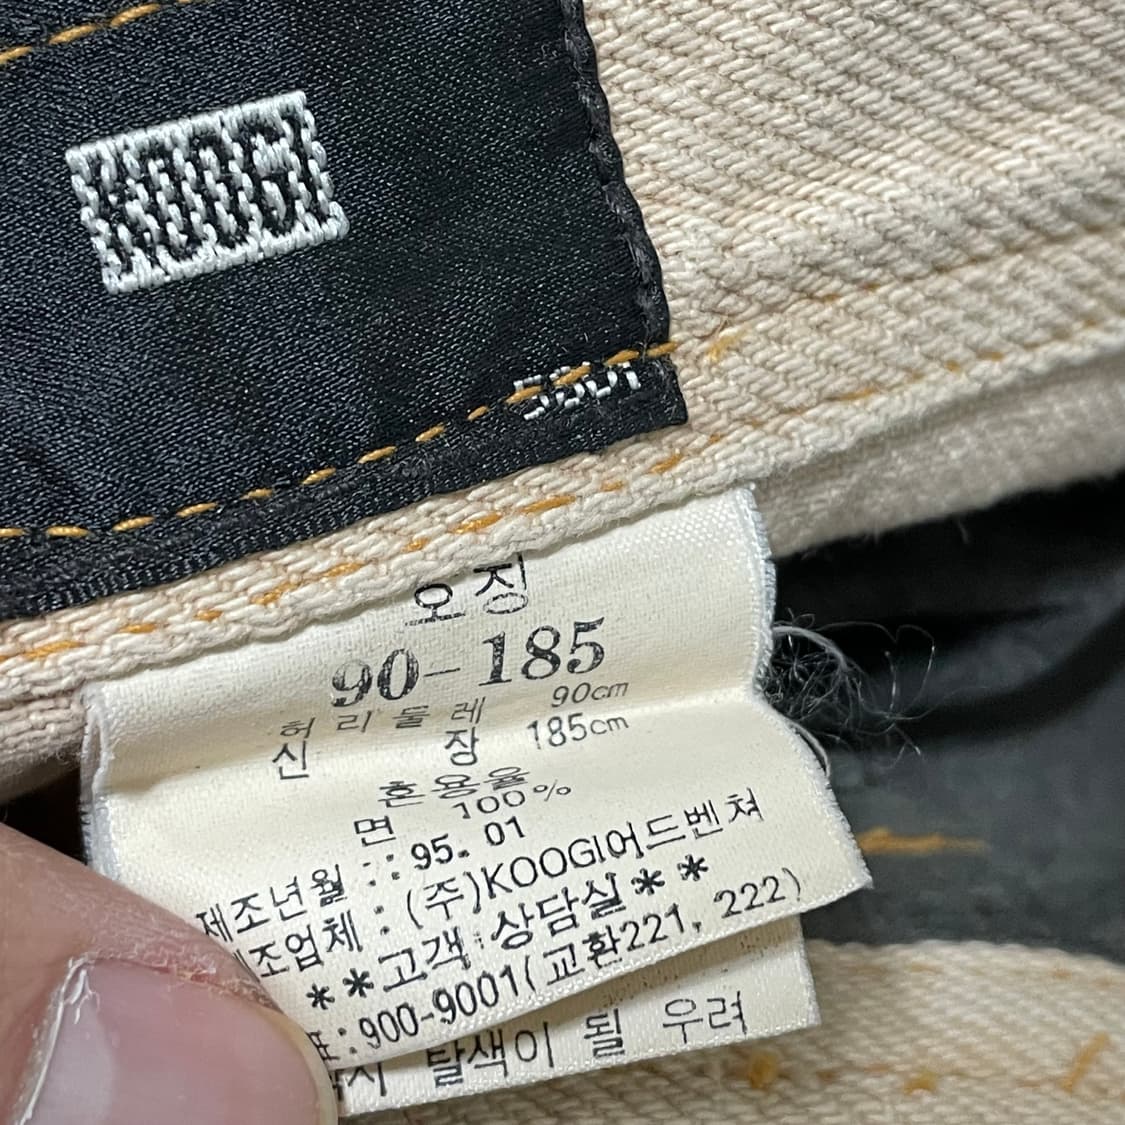 KOOGI
오징
90-185
허리둘레 90cm
신 장 185cm
혼용율
면 100%
제조년월 : 95. 01
조업체 : (주)KOOGI어드벤쳐
**고객 상담실**
표 : 900-9001(교환221, 222)
시 탈색이 될 우려